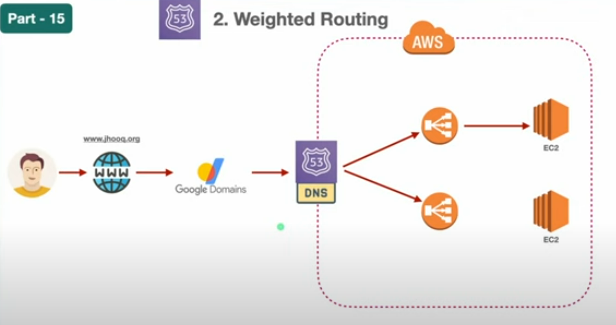 Part - 15
53
2. Weighted Routing
AWS
www.jhooq.org
WWW
Google Domains
53
DNS
EC2
EC2